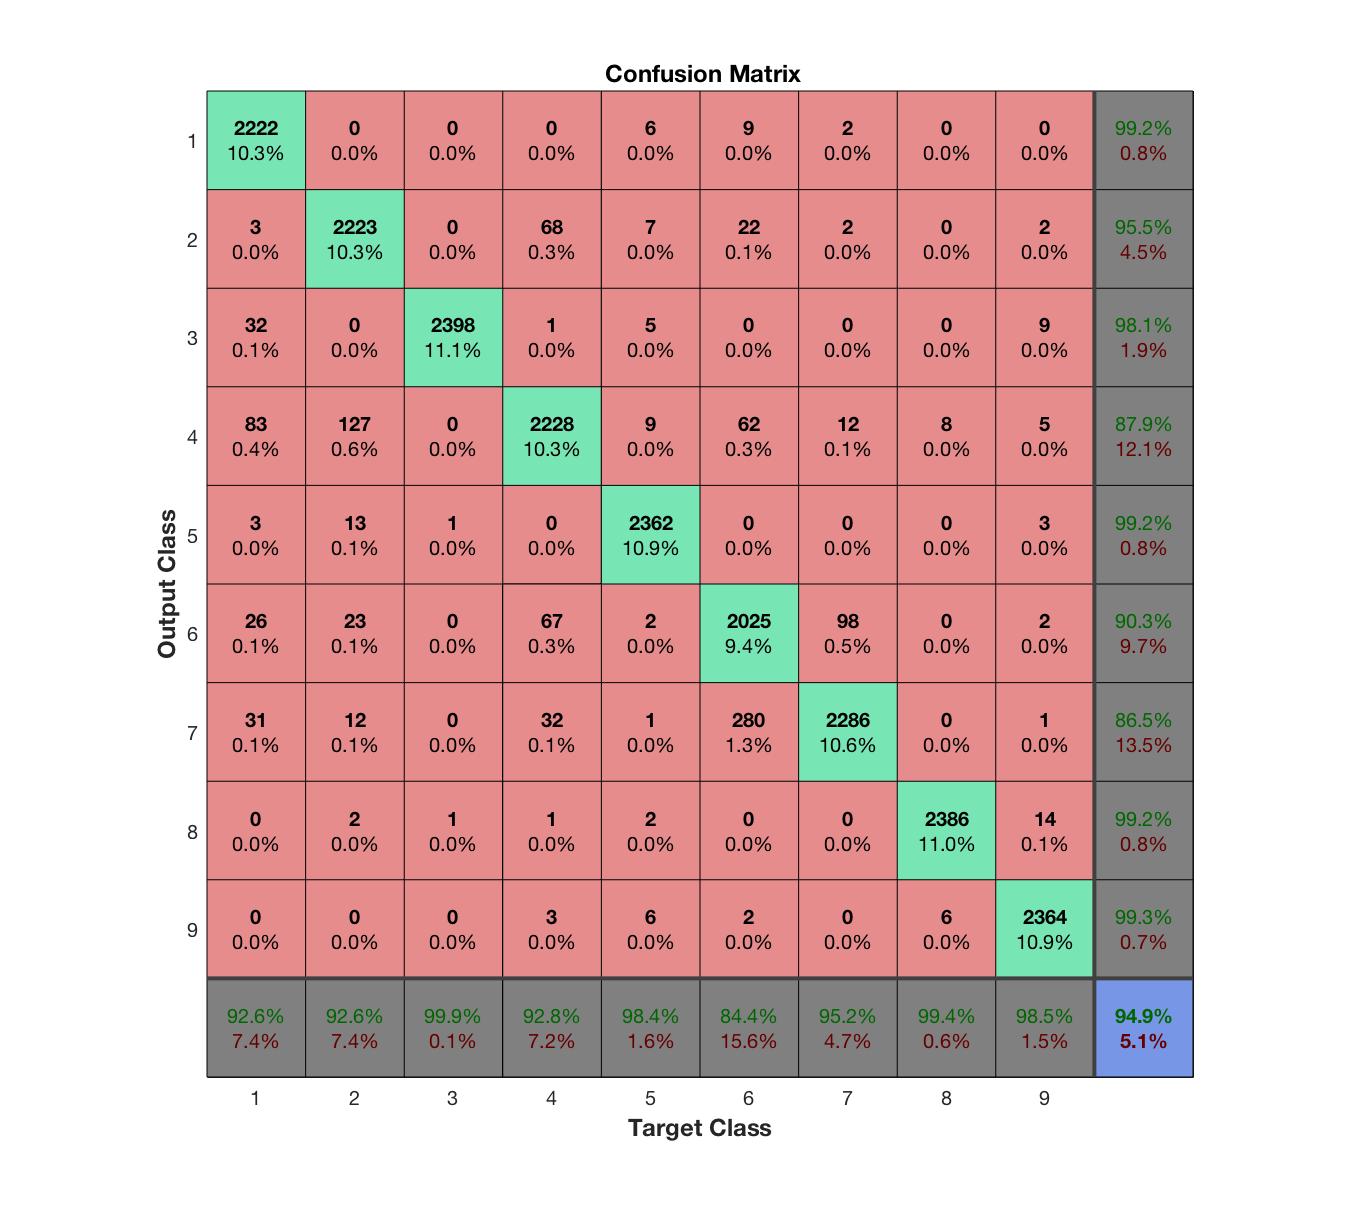 Confusion Matrix
1 2222 0 0 0 6 9 2 0 0 99.2%
10.3% 0.0% 0.0% 0.0% 0.0% 0.0% 0.0% 0.0% 0.0% 0.8%
2 3 2223 0 68 7 22 2 0 2 95.5%
0.0% 10.3% 0.0% 0.3% 0.0% 0.1% 0.0% 0.0% 0.0% 4.5%
3 32 0 2398 1 5 0 0 0 9 98.1%
0.1% 0.0% 11.1% 0.0% 0.0% 0.0% 0.0% 0.0% 0.0% 1.9%
4 83 127 0 2228 9 62 12 8 5 87.9%
0.4% 0.6% 0.0% 10.3% 0.0% 0.3% 0.1% 0.0% 0.0% 12.1%
5 3 13 1 0 2362 0 0 0 3 99.2%
0.0% 0.1% 0.0% 0.0% 10.9% 0.0% 0.0% 0.0% 0.0% 0.8%
6 26 23 0 67 2 2025 98 0 2 90.3%
0.1% 0.1% 0.0% 0.3% 0.0% 9.4% 0.5% 0.0% 0.0% 9.7%
7 31 12 0 32 1 280 2286 0 1 86.5%
0.1% 0.1% 0.0% 0.1% 0.0% 1.3% 10.6% 0.0% 0.0% 13.5%
8 0 2 1 1 2 0 0 2386 14 99.2%
0.0% 0.0% 0.0% 0.0% 0.0% 0.0% 0.0% 11.0% 0.1% 0.8%
9 0 0 0 3 6 2 0 6 2364 99.3%
0.0% 0.0% 0.0% 0.0% 0.0% 0.0% 0.0% 0.0% 10.9% 0.7%
92.6% 92.6% 99.9% 92.8% 98.4% 84.4% 95.2% 99.4% 98.5% 94.9%
7.4% 7.4% 0.1% 7.2% 1.6% 15.6% 4.7% 0.6% 1.5% 5.1%
1 2 3 4 5 6 7 8 9
Target Class
Output Class